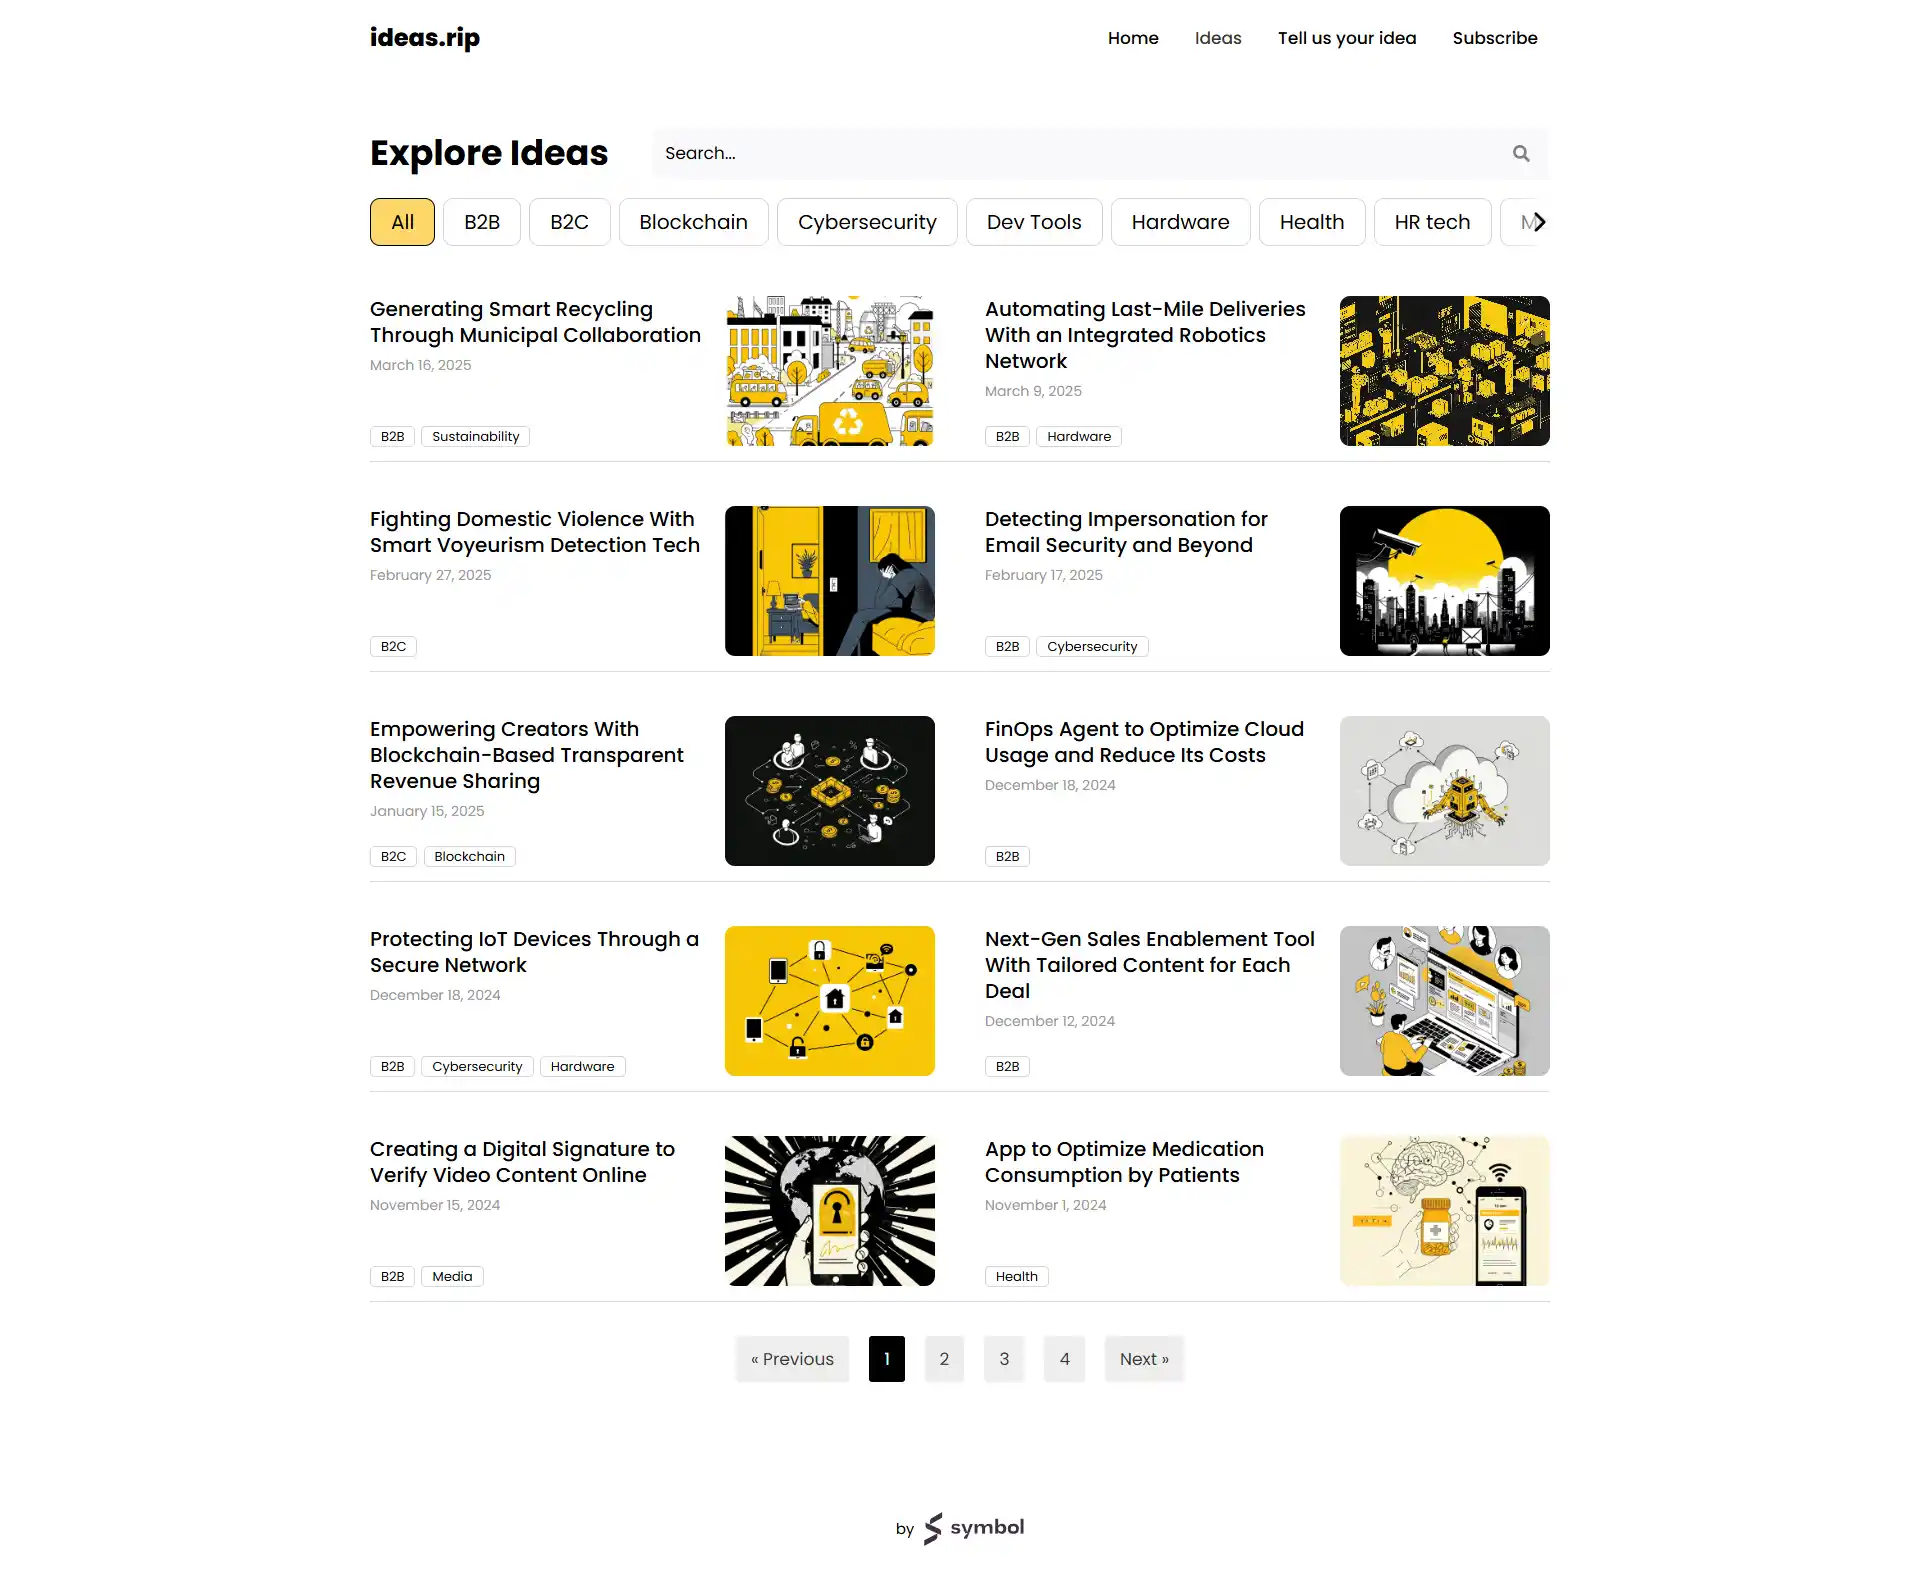 ideas.rip
Home
Ideas
Tell us your idea
Subscribe
Explore Ideas
Search...
All
B2B
B2C
Blockchain
Cybersecurity
Dev Tools
Hardware
Health
HR tech
Generating Smart Recycling
Through Municipal Collaboration
March 16, 2025
B2B
Sustainability
Automating Last-Mile Deliveries
With an Integrated Robotics
Network
March 9, 2025
B2B
Hardware
Fighting Domestic Violence With
Smart Voyeurism Detection Tech
February 27, 2025
B2C
Detecting Impersonation for
Email Security and Beyond
February 17, 2025
B2B
Cybersecurity
Empowering Creators With
Blockchain-Based Transparent
Revenue Sharing
January 15, 2025
B2C
Blockchain
FinOps Agent to Optimize Cloud
Usage and Reduce Its Costs
December 18, 2024
B2B
Protecting IoT Devices Through a
Secure Network
December 18, 2024
B2B
Cybersecurity
Hardware
Next-Gen Sales Enablement Tool
With Tailored Content for Each
Deal
December 12, 2024
B2B
Creating a Digital Signature to
Verify Video Content Online
November 15, 2024
B2B
Media
App to Optimize Medication
Consumption by Patients
November 1, 2024
Health
« Previous
1
2
3
4
Next »
by
symbol